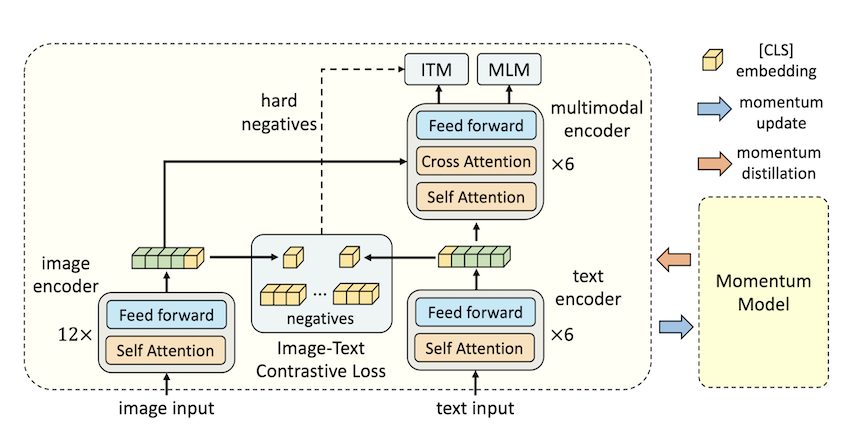 ITM
MLM
[CLS]
embedding
hard
negatives
Feed forward
Cross Attention
Self Attention
multimodal
encoder
×6
momentum
update
momentum
distillation
image
encoder
12×
Feed forward
Self Attention
...
negatives
Image-Text
Contrastive Loss
Feed forward
Self Attention
text
encoder
×6
Momentum
Model
image input
text input